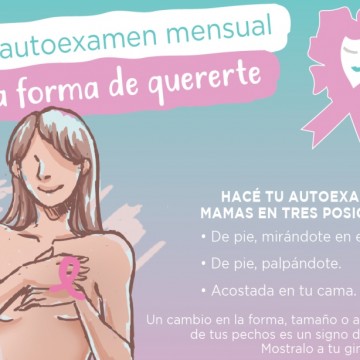 autoexamen mensual
a forma de quererte
HACÉ TU AUTOEXA
MAMAS EN TRES POSIC
• De pie, mirándote en e
• De pie, palpándote.
• Acostada en tu cama.
Un cambio en la forma, tamaño o a
de tus pechos es un signo d
Mostralo a tu gin